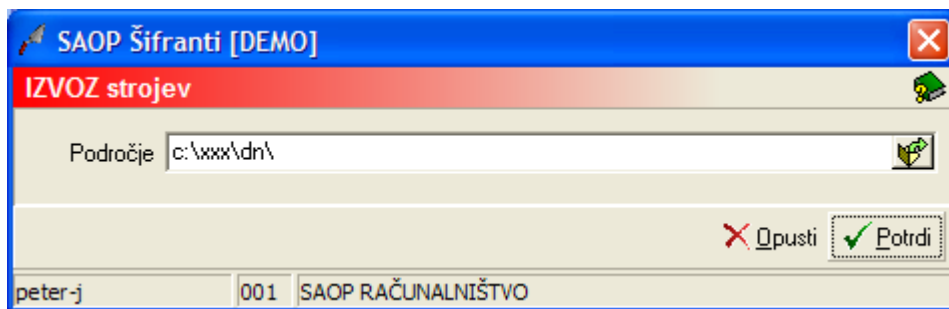 SAOP Šifranti [DEMO]
IZVOZ strojev
Področje c:\xxx\dn\
Opusti Potrdi
peter-j 001 SAOP RAČUNALNIŠTVO